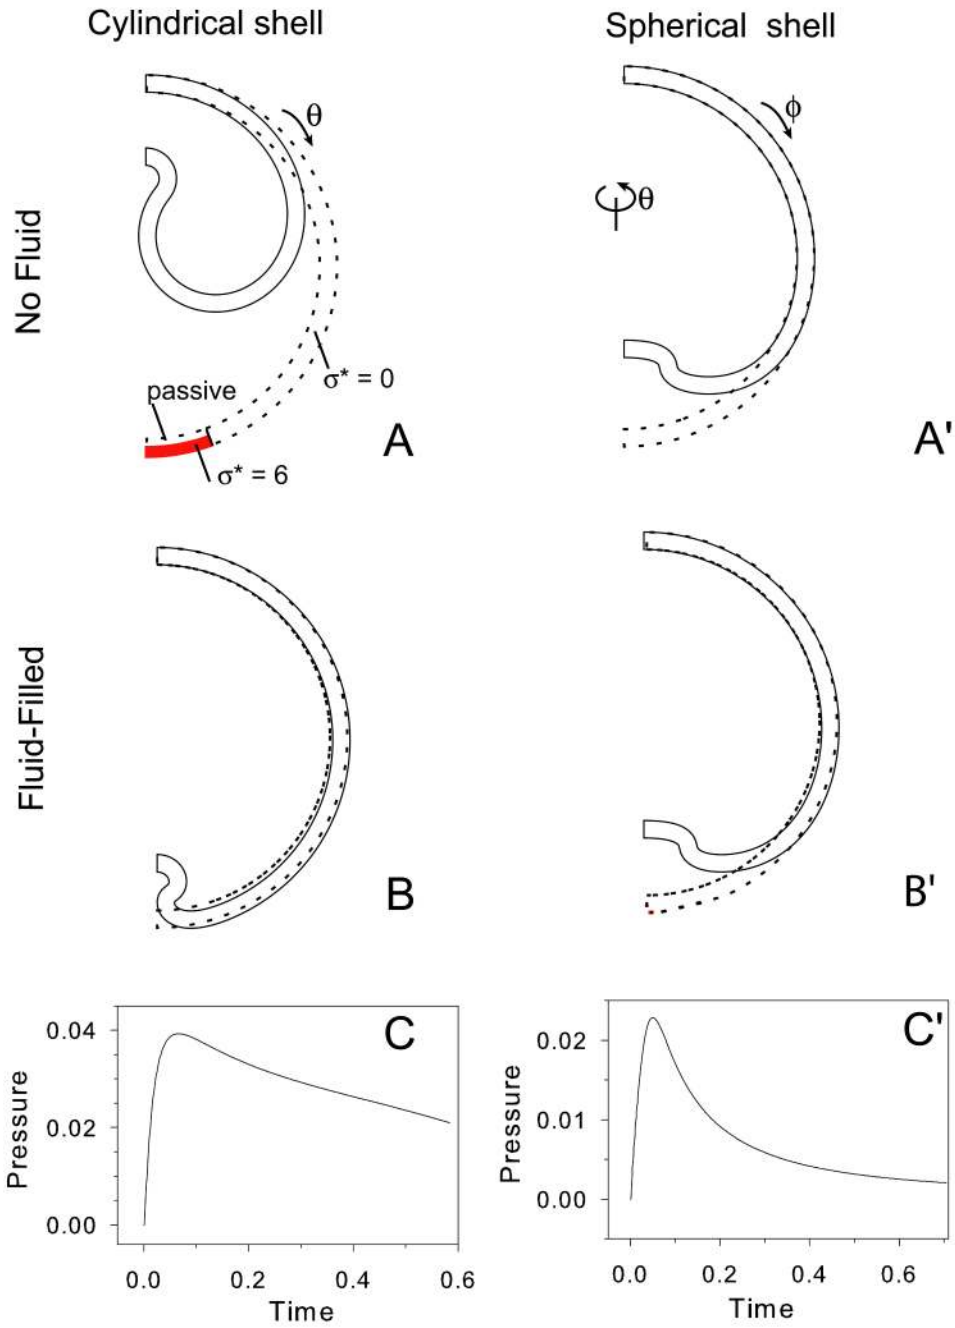 Cylindrical shell
Spherical shell
No Fluid
θ
ϕ
θ
σ* = 0
passive
σ* = 6
A
A'
Fluid-Filled
B
B'
C
Pressure
0.04
0.02
0.00
0.0 0.2 0.4 0.6
Time
C'
Pressure
0.02
0.01
0.00
0.0 0.2 0.4 0.6
Time